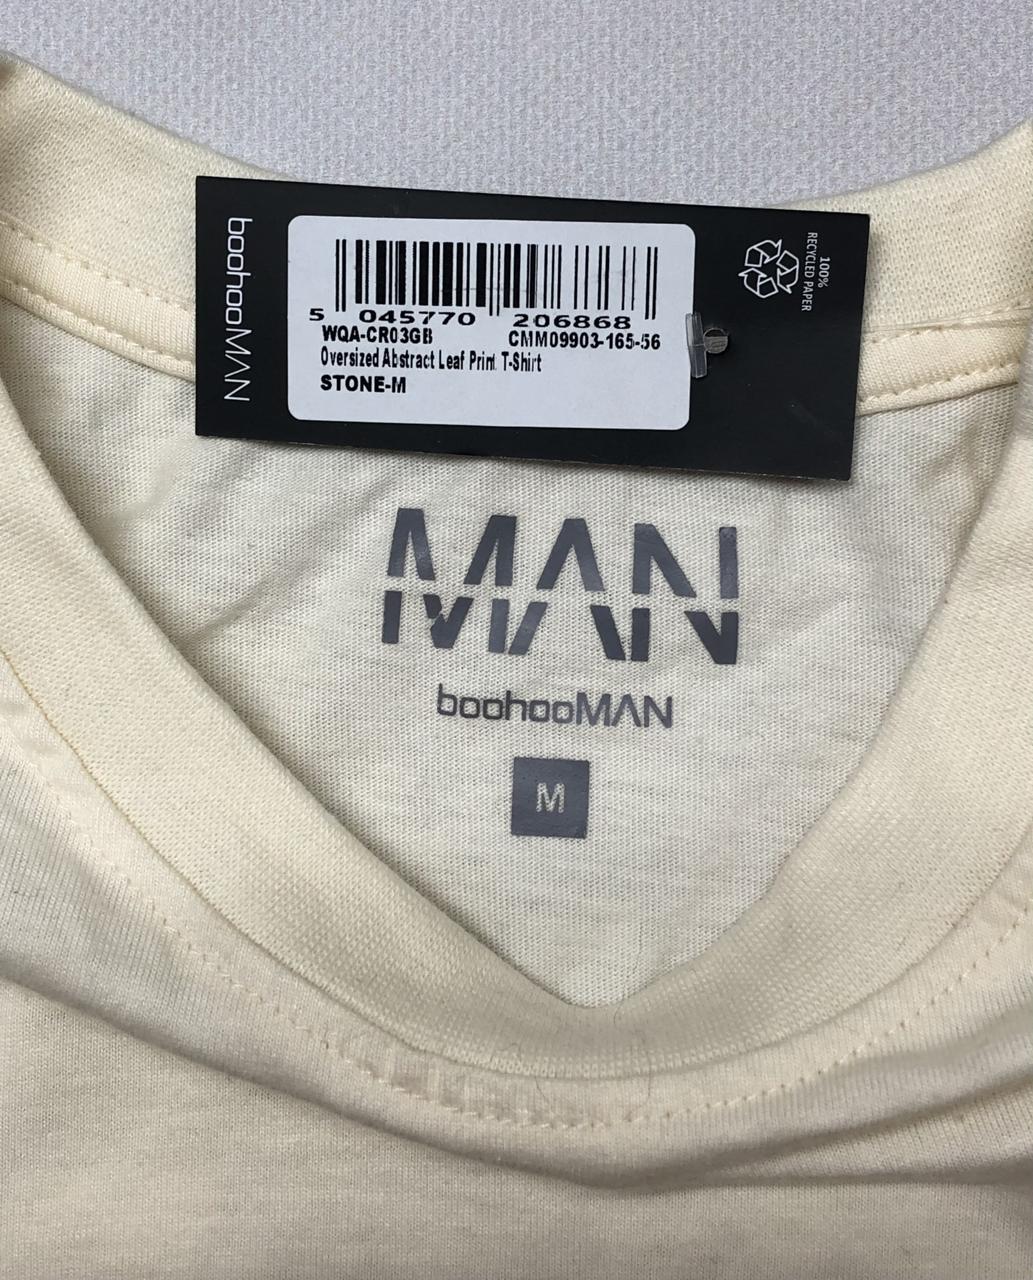 boohooMAN
5 045770 206868
WQA-CR03GB CMM09903-165-56
Oversized Abstract Leaf Print T-Shirt
STONE-M
100%
RECYCLED PAPER
MAN
boohooMAN
M